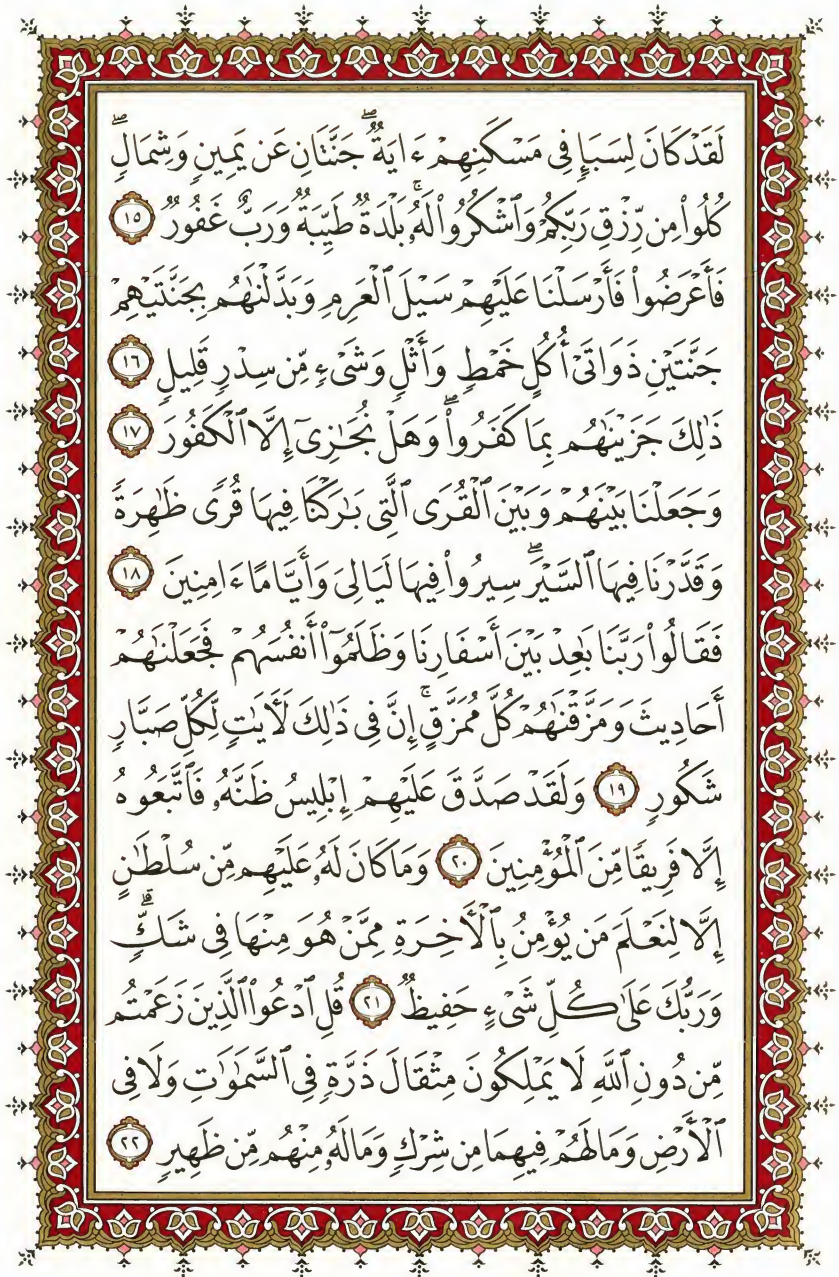 لَقَدْ كَانَ لِسَبَإٍ فِى مَسْكَنِهِمْ ءَايَةٌ ۖ جَنَّتَانِ عَن يَمِينٍ وَشِمَالٍ ۖ
كُلُوا۟ مِن رِّزْقِ رَبِّكُمْ وَٱشْكُرُوا۟ لَهُۥ ۚ بَلْدَةٌ طَيِّبَةٌ وَرَبٌّ غَفُورٌ ١٥
فَأَعْرَضُوا۟ فَأَرْسَلْنَا عَلَيْهِمْ سَيْلَ ٱلْعَرِمِ وَبَدَّلْنَٰهُم بِجَنَّتَيْهِمْ
جَنَّتَيْنِ ذَوَاتَىْ أُكُلٍ خَمْطٍ وَأَثْلٍ وَشَىْءٍ مِّن سِدْرٍ قَلِيلٍ ١٦
ذَٰلِكَ جَزَيْنَٰهُم بِمَا كَفَرُوا۟ ۖ وَهَلْ نُجَٰزِىٓ إِلَّا ٱلْكَفُورَ ١٧
وَجَعَلْنَا بَيْنَهُمْ وَبَيْنَ ٱلْقُرَى ٱلَّتِى بَٰرَكْنَا فِيهَا قُرًى ظَٰهِرَةً
وَقَدَّرْنَا فِيهَا ٱلسَّيْرَ ۖ سِيرُوا۟ فِيهَا لَيَالِىَ وَأَيَّامًا ءَامِنِينَ ١٨
فَقَالُوا۟ رَبَّنَا بَٰعِدْ بَيْنَ أَسْفَارِنَا وَظَلَمُوٓا۟ أَنفُسَهُمْ فَجَعَلْنَٰهُمْ
أَحَادِيثَ وَمَزَّقْنَٰهُمْ كُلَّ مُمَزَّقٍ ۚ إِنَّ فِى ذَٰلِكَ لَءَايَٰتٍ لِّكُلِّ صَبَّارٍ
شَكُورٍ ١٩ وَلَقَدْ صَدَّقَ عَلَيْهِمْ إِبْلِيسُ ظَنَّهُۥ فَٱتَّبَعُوهُ
إِلَّا فَرِيقًا مِّنَ ٱلْمُؤْمِنِينَ ٢٠ وَمَا كَانَ لَهُۥ عَلَيْهِم مِّن سُلْطَٰنٍ
إِلَّا لِنَعْلَمَ مَن يُؤْمِنُ بِٱلْءَاخِرَةِ مِمَّنْ هُوَ مِنْهَا فِى شَكٍّ ۗ
وَرَبُّكَ عَلَىٰ كُلِّ شَىْءٍ حَفِيظٌ ٢١ قُلِ ٱدْعُوا۟ ٱلَّذِينَ زَعَمْتُم
مِّن دُونِ ٱللَّهِ لَا يَمْلِكُونَ مِثْقَالَ ذَرَّةٍ فِى ٱلسَّمَٰوَٰتِ وَلَا فِى
ٱلْأَرْضِ وَمَا لَهُمْ فِيهِمَا مِن شِرْكٍ وَمَا لَهُۥ مِنْهُم مِّن ظَهِيرٍ ٢٢